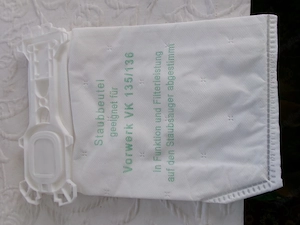 Staubbeutel
geeignet für
Vorwerk VK 135/136
in Funktion und Filterleistung
auf den Staubsauger abgestimmt